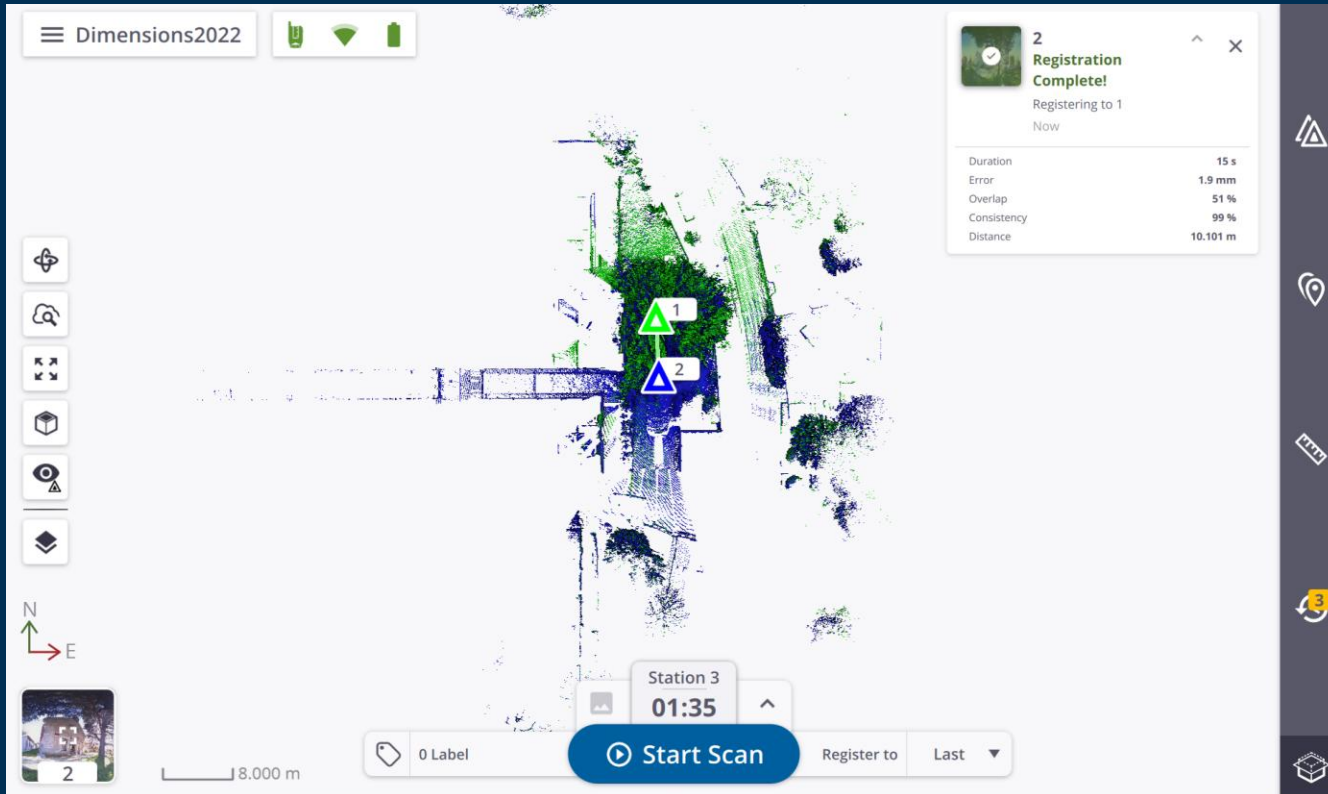 Dimensions2022
2
Registration
Complete!
Registering to 1
Now
Duration 15 s
Error 1.9 mm
Overlap 51 %
Consistency 99 %
Distance 10.101 m
1
2
3
N
E
2
8.000 m
Station 3
01:35
0 Label
Start Scan
Register to
Last